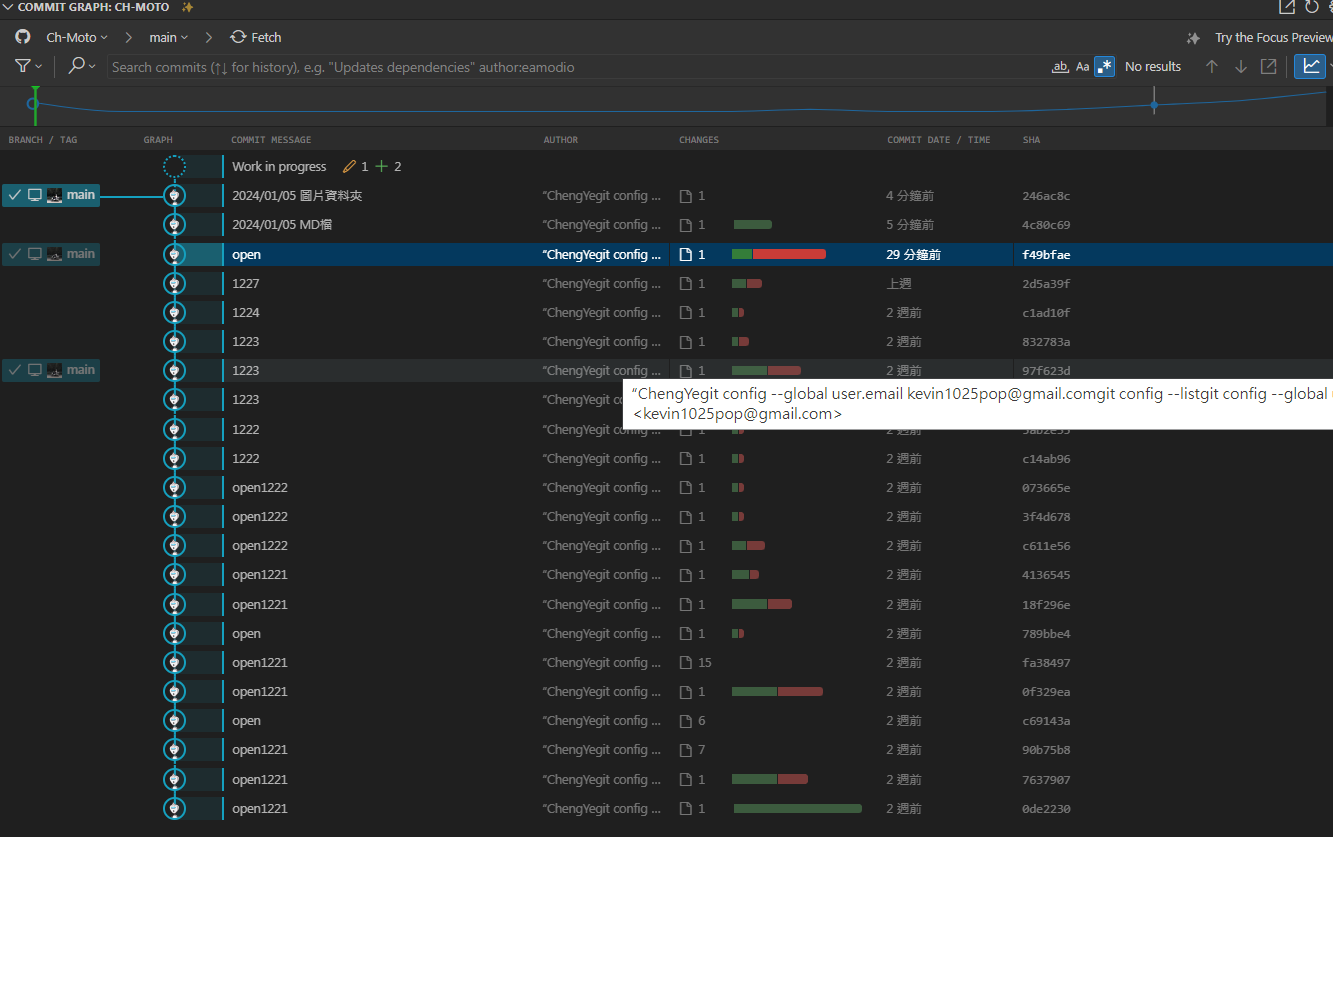 COMMIT GRAPH: CH-MOTO
Ch-Moto > main > Fetch
Try the Focus Preview
Search commits (↑↓ for history), e.g. "Updates dependencies" author:eamodio
ab Aa .* No results
BRANCH / TAG GRAPH COMMIT MESSAGE AUTHOR CHANGES COMMIT DATE / TIME SHA
Work in progress 1 + 2
main 2024/01/05 圖片資料夾 “ChengYegit config ... 1 4 分鐘前 246ac8c
2024/01/05 MD檔 “ChengYegit config ... 1 5 分鐘前 4c80c69
main open “ChengYegit config ... 1 29 分鐘前 f49bfae
1227 “ChengYegit config ... 1 上週 2d5a39f
1224 “ChengYegit config ... 1 2 週前 c1ad10f
1223 “ChengYegit config ... 1 2 週前 832783a
main 1223 “ChengYegit config ... 1 2 週前 97f623d
“ChengYegit config --global user.email kevin1025pop@gmail.comgit config --listgit config --global
<kevin1025pop@gmail.com>
1223 “ChengYegit
1222 “ChengYegit config ... 1 2 週前
1222 “ChengYegit config ... 1 2 週前 c14ab96
open1222 “ChengYegit config ... 1 2 週前 073665e
open1222 “ChengYegit config ... 1 2 週前 3f4d678
open1222 “ChengYegit config ... 1 2 週前 c611e56
open1221 “ChengYegit config ... 1 2 週前 4136545
open1221 “ChengYegit config ... 1 2 週前 18f296e
open “ChengYegit config ... 1 2 週前 789bbe4
open1221 “ChengYegit config ... 15 2 週前 fa38497
open1221 “ChengYegit config ... 1 2 週前 0f329ea
open “ChengYegit config ... 6 2 週前 c69143a
open1221 “ChengYegit config ... 7 2 週前 90b75b8
open1221 “ChengYegit config ... 1 2 週前 7637907
open1221 “ChengYegit config ... 1 2 週前 0de2230